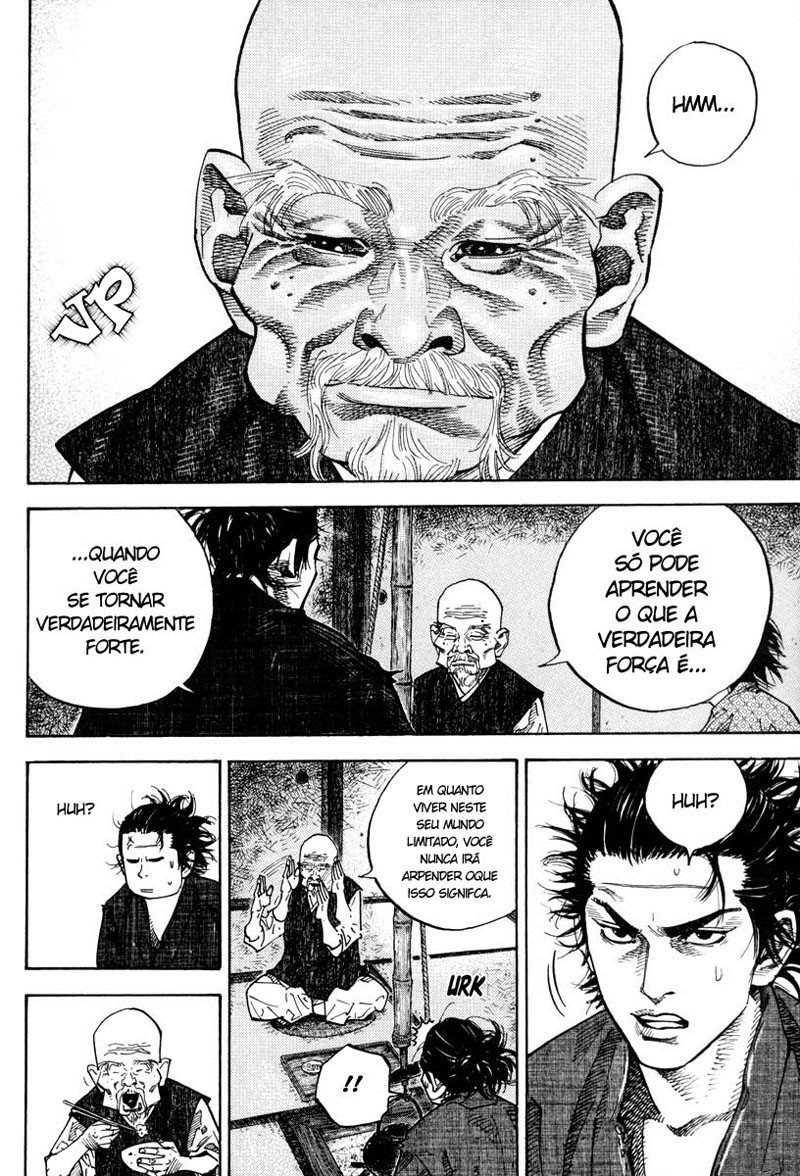 HMM...
VP
VOCÊ
SÓ PODE
APRENDER
O QUE A
VERDADEIRA
FORÇA É...
...QUANDO
VOCÊ
SE TORNAR
VERDADEIRAMENTE
FORTE.
HUH?
EM QUANTO
VIVER NESTE
SEU MUNDO
LIMITADO, VOCÊ
NUNCA IRÁ
ARPENDER OQUE
ISSO SIGNIFCA.
URK
!!
HUH?